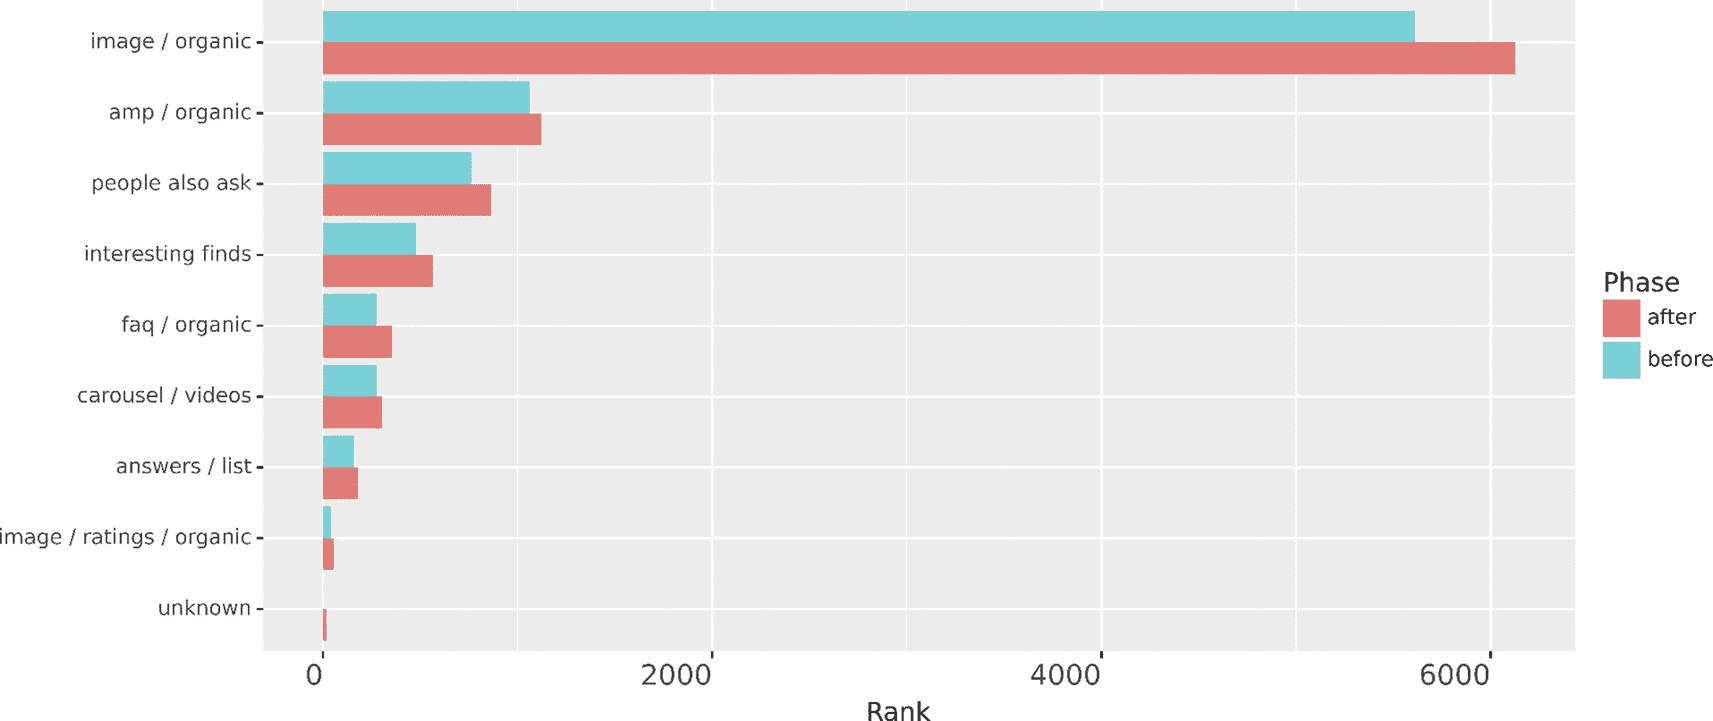 image / organic
amp / organic
people also ask
interesting finds
faq / organic
carousel / videos
answers / list
image / ratings / organic
unknown
0 2000 4000 6000
Rank
Phase
after
before